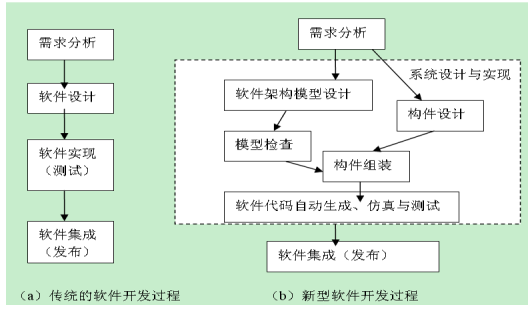 需求分析
软件设计
软件实现
（测试）
软件集成
（发布）
（a）传统的软件开发过程
需求分析
系统设计与实现
软件架构模型设计
构件设计
模型检查
构件组装
软件代码自动生成、仿真与测试
软件集成（发布）
（b）新型软件开发过程